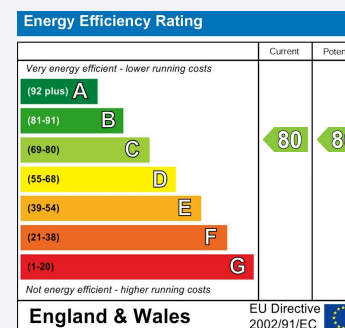 Energy Efficiency Rating
Current
Very energy efficient - lower running costs
(92 plus) A
(81-91) B
(69-80) C
80
(55-68) D
(39-54) E
(21-38) F
(1-20) G
Not energy efficient - higher running costs
England & Wales
EU Directive
2002/91/EC